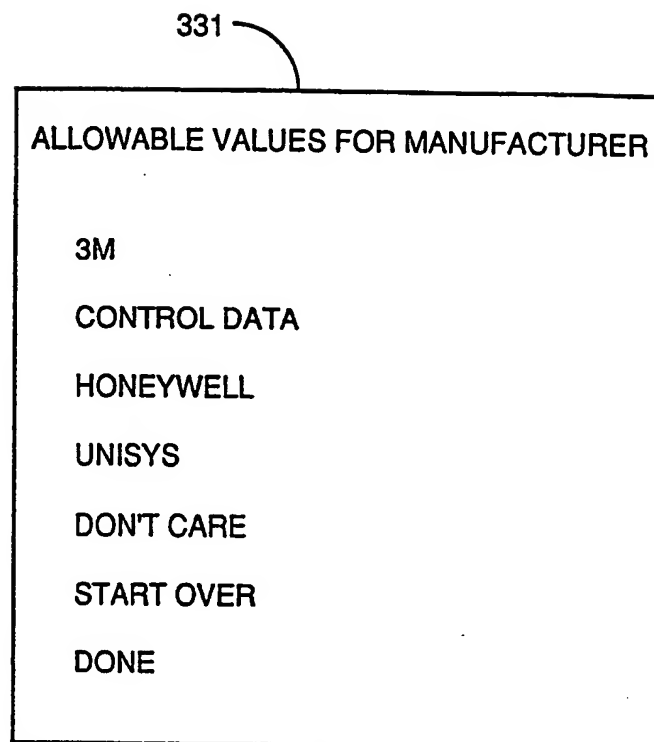 331
ALLOWABLE VALUES FOR MANUFACTURER
3M
CONTROL DATA
HONEYWELL
UNISYS
DON'T CARE
START OVER
DONE